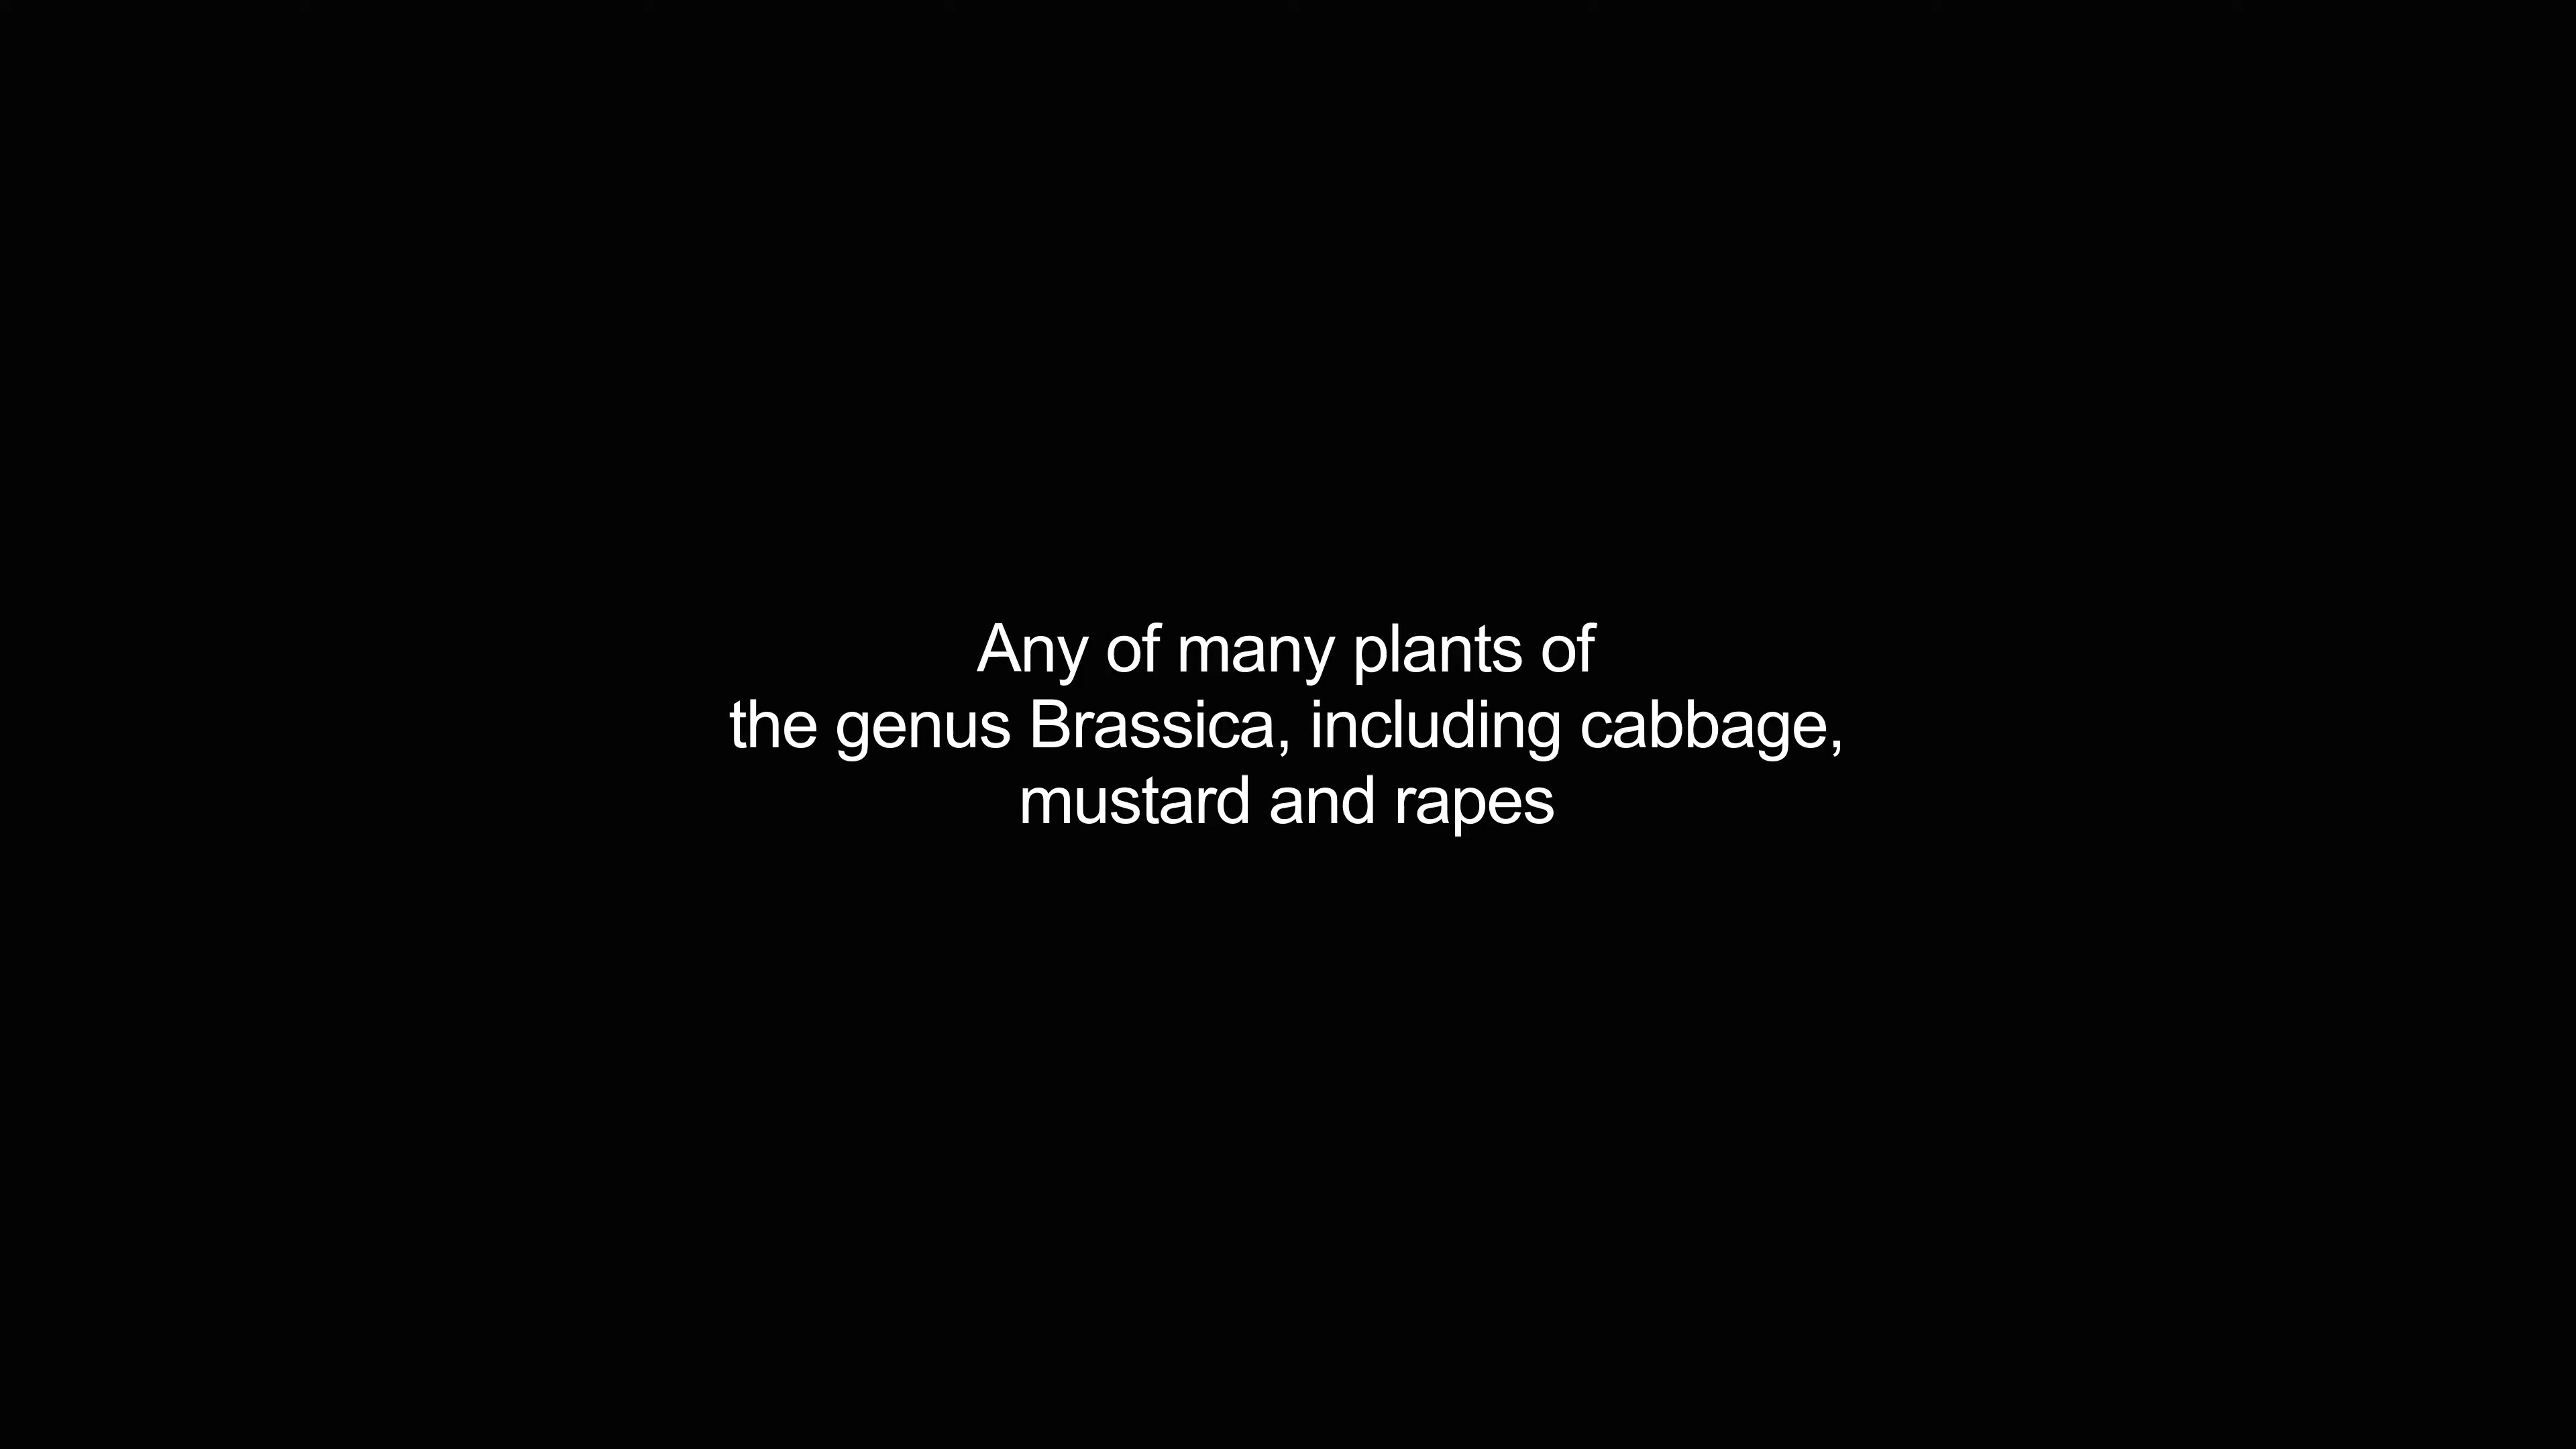 Any of many plants of
the genus Brassica, including cabbage,
mustard and rapes